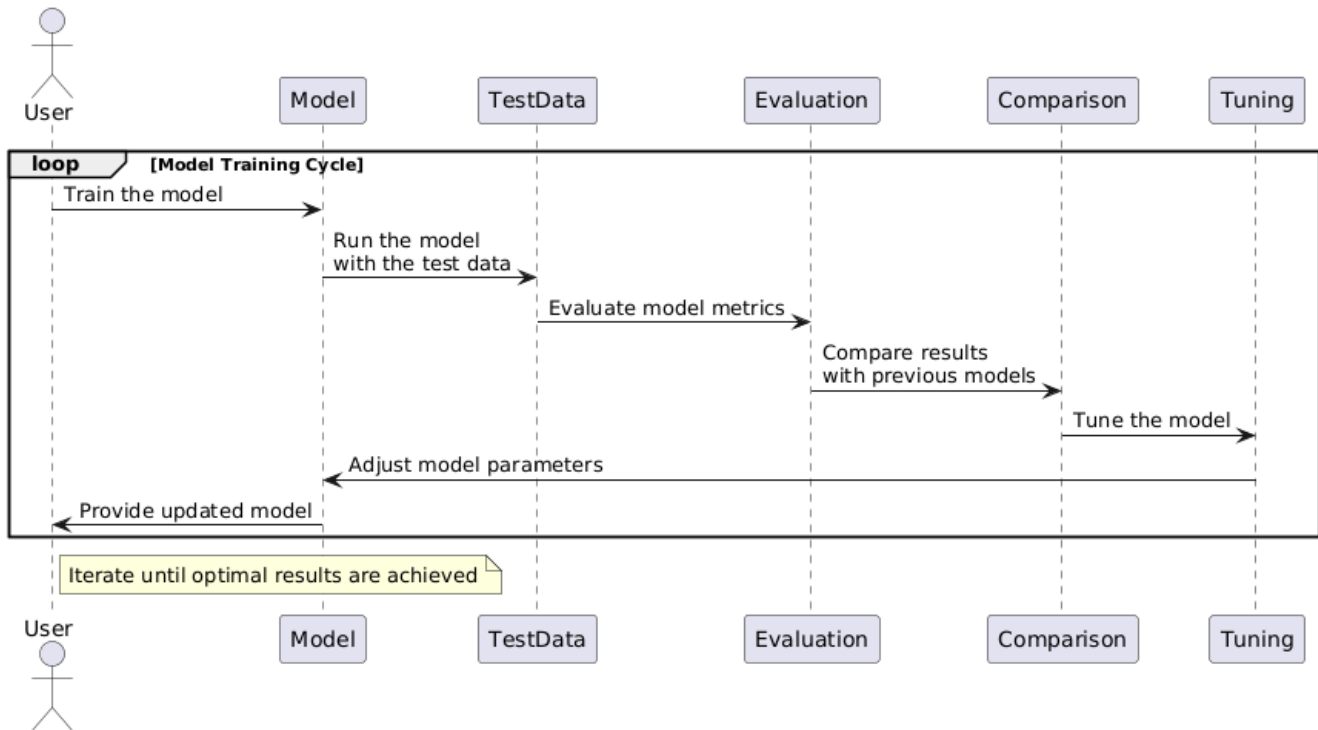 User
Model
TestData
Evaluation
Comparison
Tuning
loop
[Model Training Cycle]
Train the model
Run the model
with the test data
Evaluate model metrics
Compare results
with previous models
Tune the model
Adjust model parameters
Provide updated model
Iterate until optimal results are achieved
User
Model
TestData
Evaluation
Comparison
Tuning